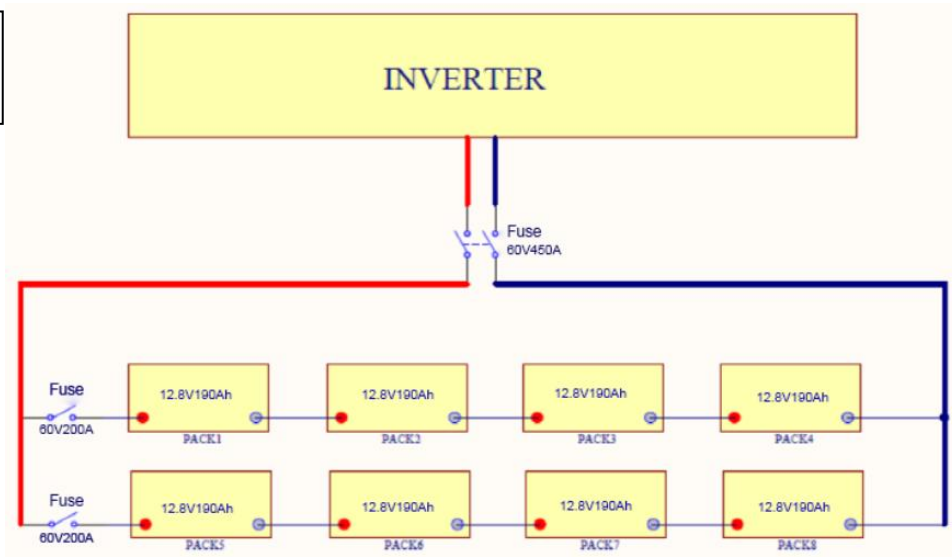 INVERTER
Fuse
60V450A
Fuse
60V200A
12.8V190Ah
12.8V190Ah
12.8V190Ah
12.8V190Ah
PACK1
PACK2
PACK3
PACK4
Fuse
60V200A
12.8V190Ah
12.8V190Ah
12.8V190Ah
12.8V190Ah
PACK5
PACK6
PACK7
PACK8